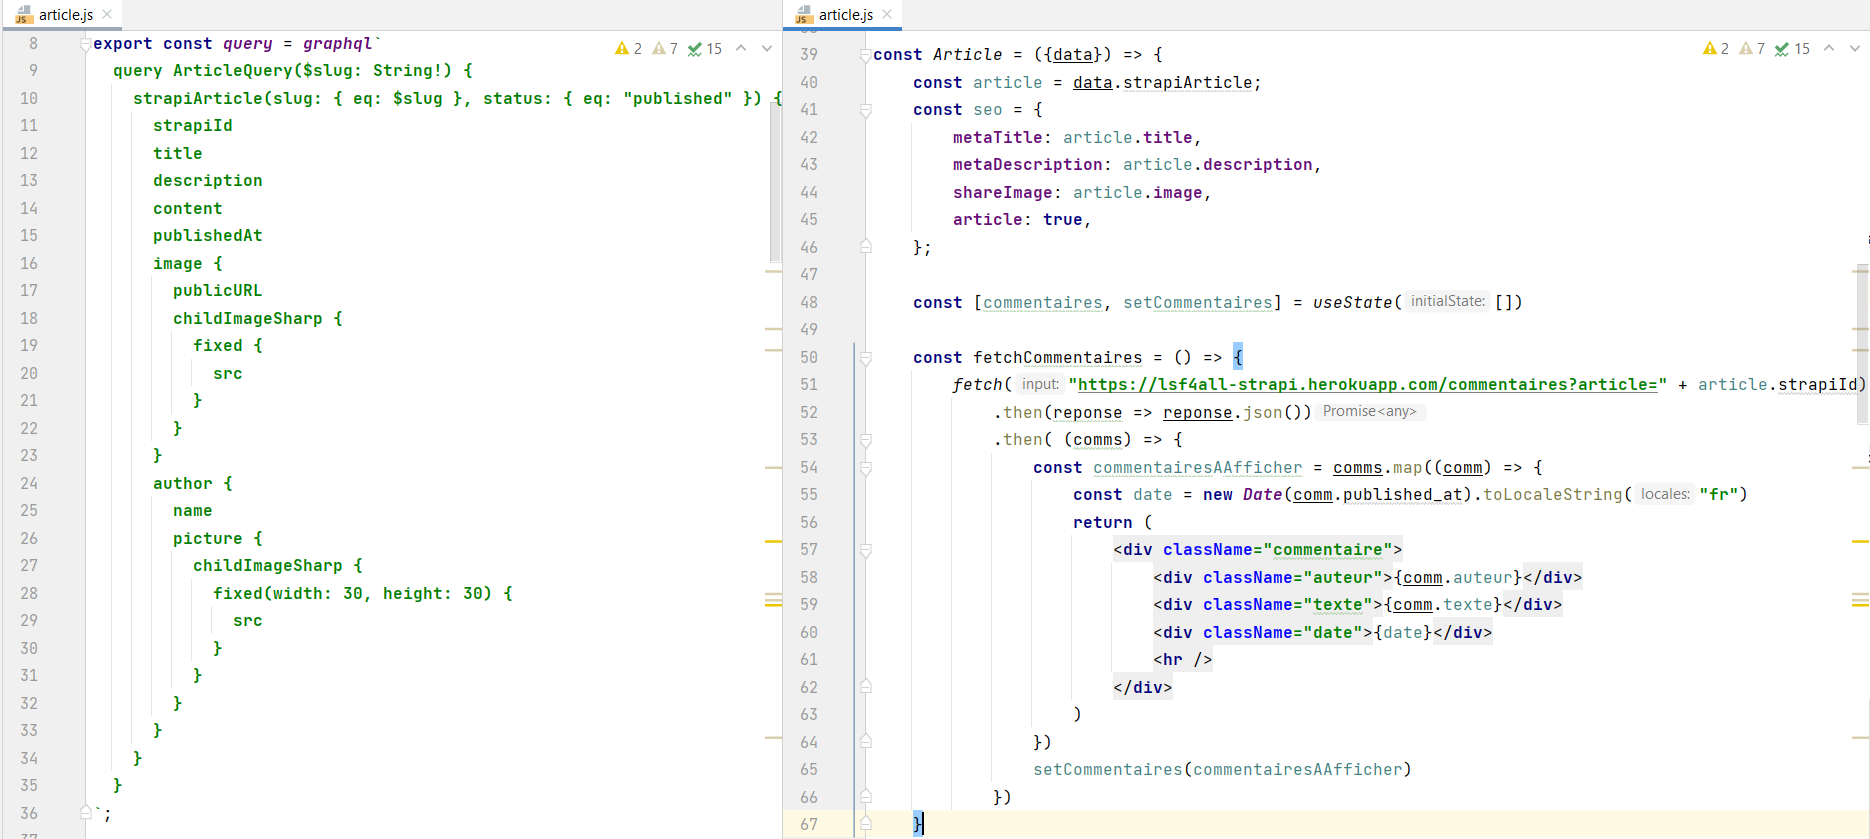 article.js
8 export const query = graphql` 2 7 15
9 query ArticleQuery($slug: String!) {
10 strapiArticle(slug: { eq: $slug }, status: { eq: "published" }) {
11 strapiId
12 title
13 description
14 content
15 publishedAt
16 image {
17 publicURL
18 childImageSharp {
19 fixed {
20 src
21 }
22 }
23 }
24 author {
25 name
26 picture {
27 childImageSharp {
28 fixed(width: 30, height: 30) {
29 src
30 }
31 }
32 }
33 }
34 }
35 }
36 `;
37
article.js
38
39 const Article = ({data}) => { 2 7 15
40 const article = data.strapiArticle;
41 const seo = {
42 metaTitle: article.title,
43 metaDescription: article.description,
44 shareImage: article.image,
45 article: true,
46 };
47
48 const [commentaires, setCommentaires] = useState( initialState: [])
49
50 const fetchCommentaires = () => {
51 fetch( input: "https://lsf4all-strapi.herokuapp.com/commentaires?article=" + article.strapiId)
52 .then(reponse => reponse.json()) Promise<any>
53 .then( (comms) => {
54 const commentairesAAfficher = comms.map((comm) => {
55 const date = new Date(comm.published_at).toLocaleString( locales: "fr")
56 return (
57 <div className="commentaire">
58 <div className="auteur">{comm.auteur}</div>
59 <div className="texte">{comm.texte}</div>
60 <div className="date">{date}</div>
61 <hr />
62 </div>
63 )
64 })
65 setCommentaires(commentairesAAfficher)
66 })
67 }